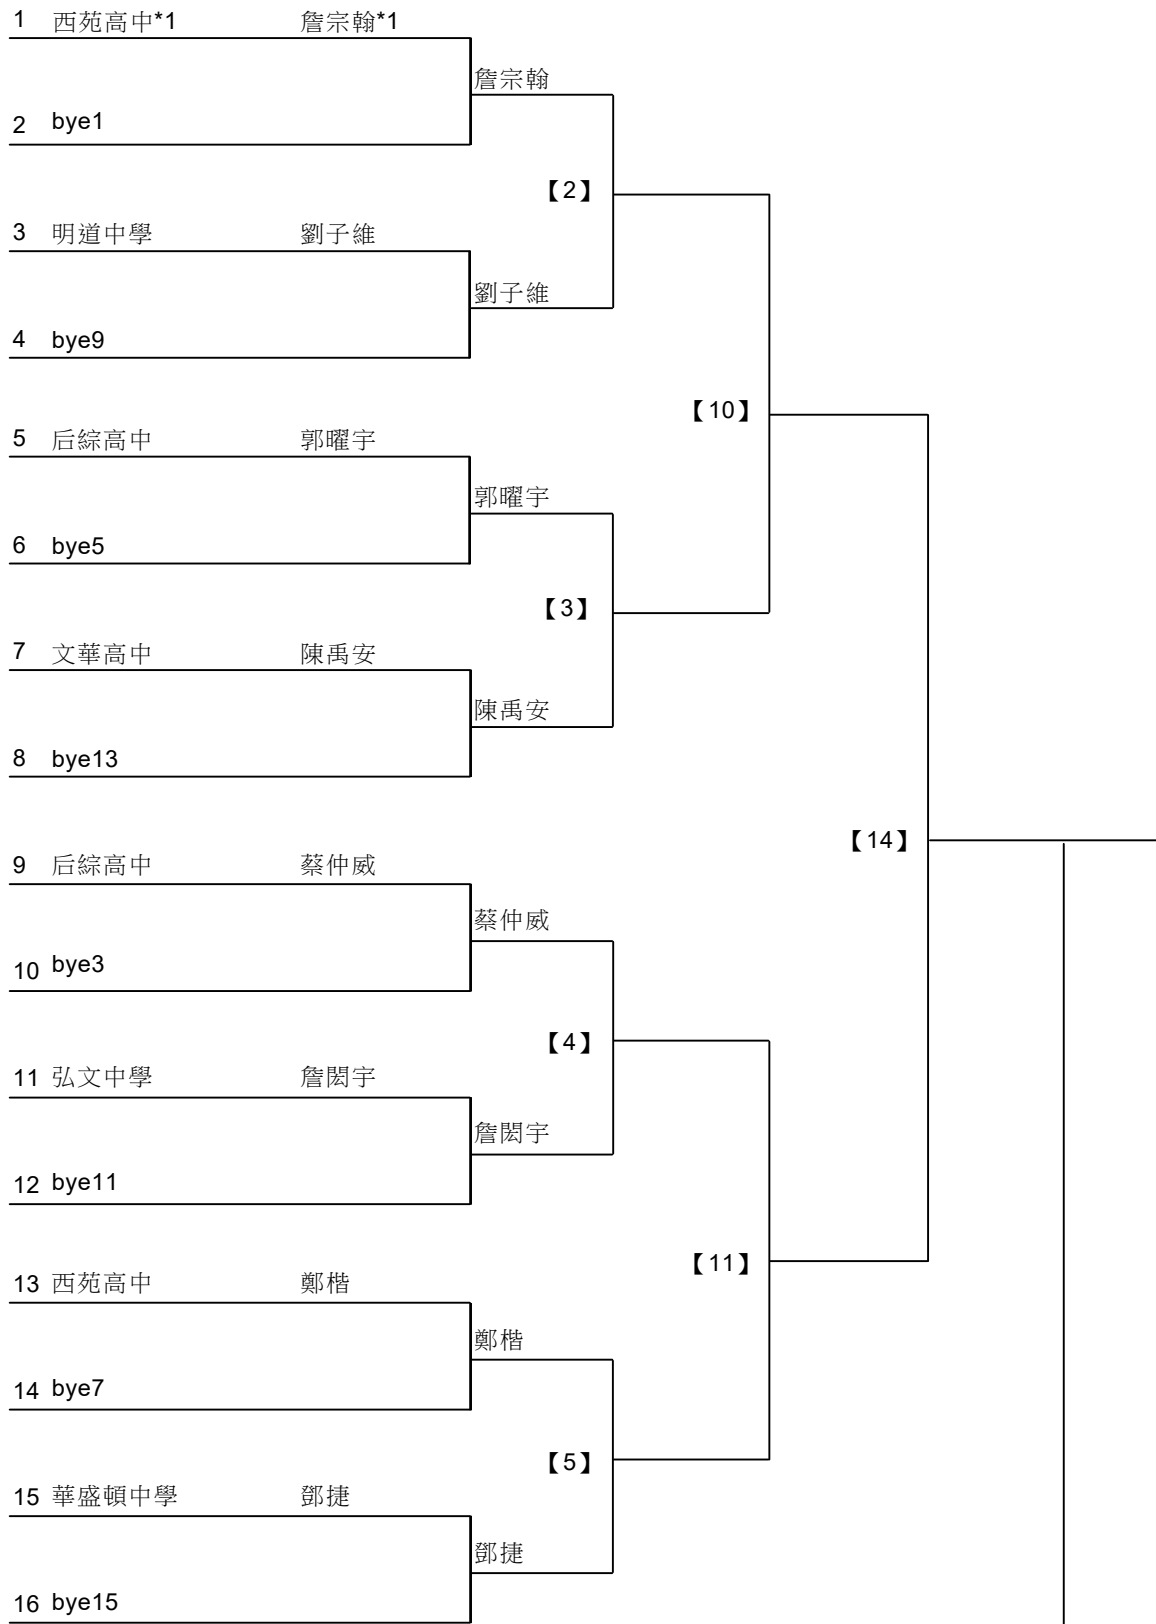 1 西苑高中*1 詹宗翰*1
詹宗翰
2 bye1
【2】
3 明道中學 劉子維
劉子維
4 bye9
【10】
5 后綜高中 郭曜宇
郭曜宇
6 bye5
【3】
7 文華高中 陳禹安
陳禹安
8 bye13
【14】
9 后綜高中 蔡仲威
蔡仲威
10 bye3
【4】
11 弘文中學 詹閎宇
詹閎宇
12 bye11
【11】
13 西苑高中 鄭楷
鄭楷
14 bye7
【5】
15 華盛頓中學 鄧捷
鄧捷
16 bye15